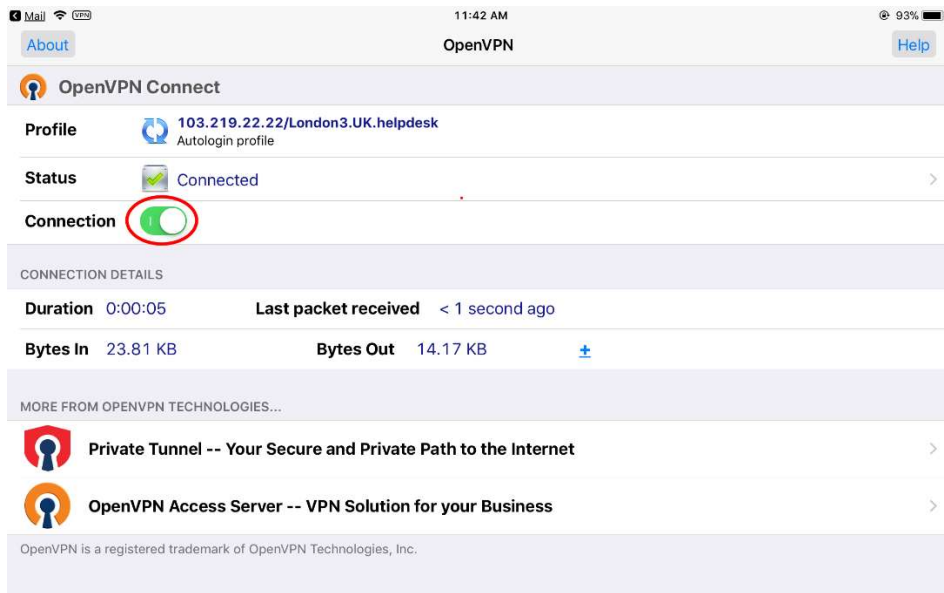 Mail VPN 11:42 AM 93%
About OpenVPN Help
OpenVPN Connect
Profile 103.219.22.22/London3.UK.helpdesk
Autologin profile
Status Connected
Connection
CONNECTION DETAILS
Duration 0:00:05 Last packet received < 1 second ago
Bytes In 23.81 KB Bytes Out 14.17 KB +
MORE FROM OPENVPN TECHNOLOGIES...
Private Tunnel -- Your Secure and Private Path to the Internet
OpenVPN Access Server -- VPN Solution for your Business
OpenVPN is a registered trademark of OpenVPN Technologies, Inc.